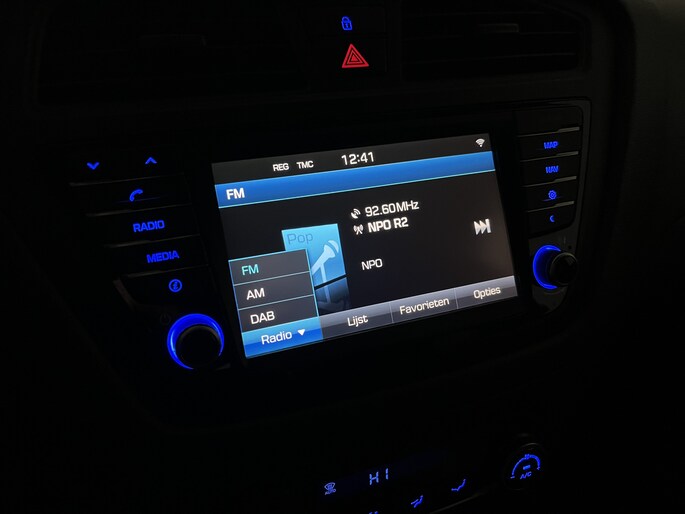 REG TMC 12:41
FM
92.60MHz
NPO R2
Pop
NPO
FM
AM
DAB
Radio Lijst Favorieten Opties
RADIO
MEDIA
MAP
NAV
HI
A/C